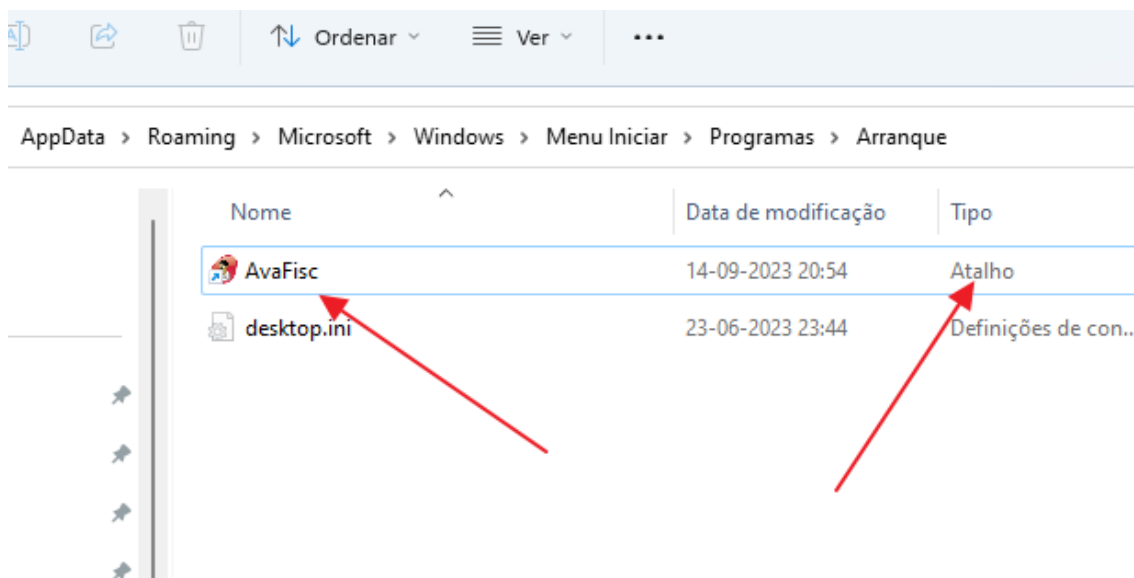 Ordenar Ver
AppData > Roaming > Microsoft > Windows > Menu Iniciar > Programas > Arranque
Nome Data de modificação Tipo
AvaFisc 14-09-2023 20:54 Atalho
desktop.ini 23-06-2023 23:44 Definições de con...